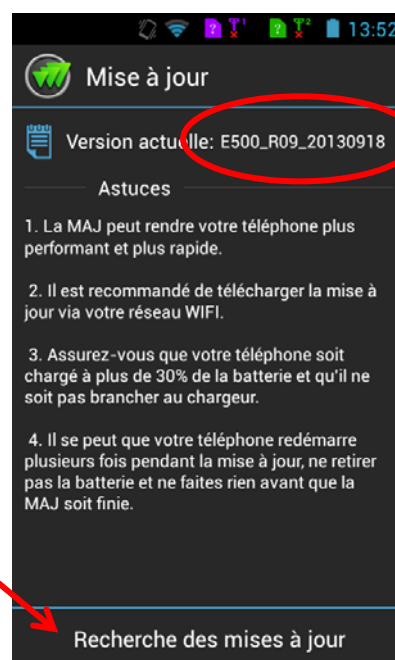 13:52
Mise à jour
Version actuelle: E500_R09_20130918
Astuces
1. La MAJ peut rendre votre téléphone plus
performant et plus rapide.
2. Il est recommandé de télécharger la mise à
jour via votre réseau WIFI.
3. Assurez-vous que votre téléphone soit
chargé à plus de 30% de la batterie et qu'il ne
soit pas brancher au chargeur.
4. Il se peut que votre téléphone redémarre
plusieurs fois pendant la mise à jour, ne retirer
pas la batterie et ne faites rien avant que la
MAJ soit finie.
Recherche des mises à jour